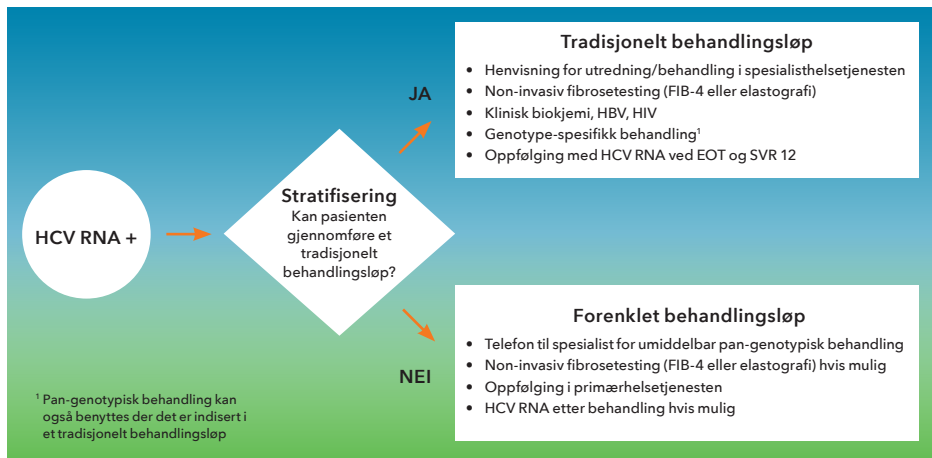 HCV RNA +
Stratifisering
Kan pasienten
gjennomføre et
tradisjonelt
behandlingsløp?
JA
Tradisjonelt behandlingsløp
• Henvisning for utredning/behandling i spesialisthelsetjenesten
• Non-invasiv fibrosetesting (FIB-4 eller elastografi)
• Klinisk biokjemi, HBV, HIV
• Genotype-spesifikk behandling¹
• Oppfølging med HCV RNA ved EOT og SVR 12
NEI
Forenklet behandlingsløp
• Telefon til spesialist for umiddelbar pan-genotypisk behandling
• Non-invasiv fibrosetesting (FIB-4 eller elastografi) hvis mulig
• Oppfølging i primærhelsetjenesten
• HCV RNA etter behandling hvis mulig
¹ Pan-genotypisk behandling kan
også benyttes der det er indisert i
et tradisjonelt behandlingsløp